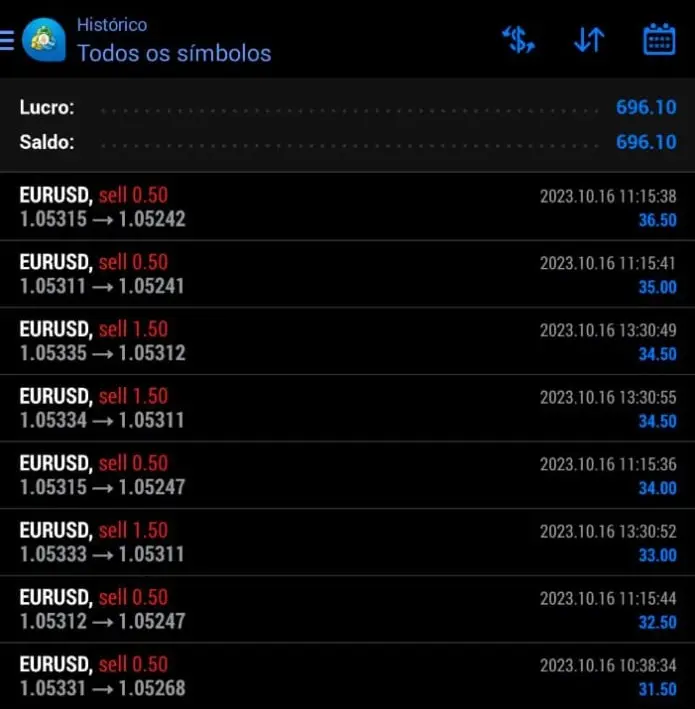 Histórico
Todos os símbolos
Lucro: 696.10
Saldo: 696.10
EURUSD, sell 0.50 2023.10.16 11:15:38
1.05315 → 1.05242 36.50
EURUSD, sell 0.50 2023.10.16 11:15:41
1.05311 → 1.05241 35.00
EURUSD, sell 1.50 2023.10.16 13:30:49
1.05335 → 1.05312 34.50
EURUSD, sell 1.50 2023.10.16 13:30:55
1.05334 → 1.05311 34.50
EURUSD, sell 0.50 2023.10.16 11:15:36
1.05315 → 1.05247 34.00
EURUSD, sell 1.50 2023.10.16 13:30:52
1.05333 → 1.05311 33.00
EURUSD, sell 0.50 2023.10.16 11:15:44
1.05312 → 1.05247 32.50
EURUSD, sell 0.50 2023.10.16 10:38:34
1.05331 → 1.05268 31.50